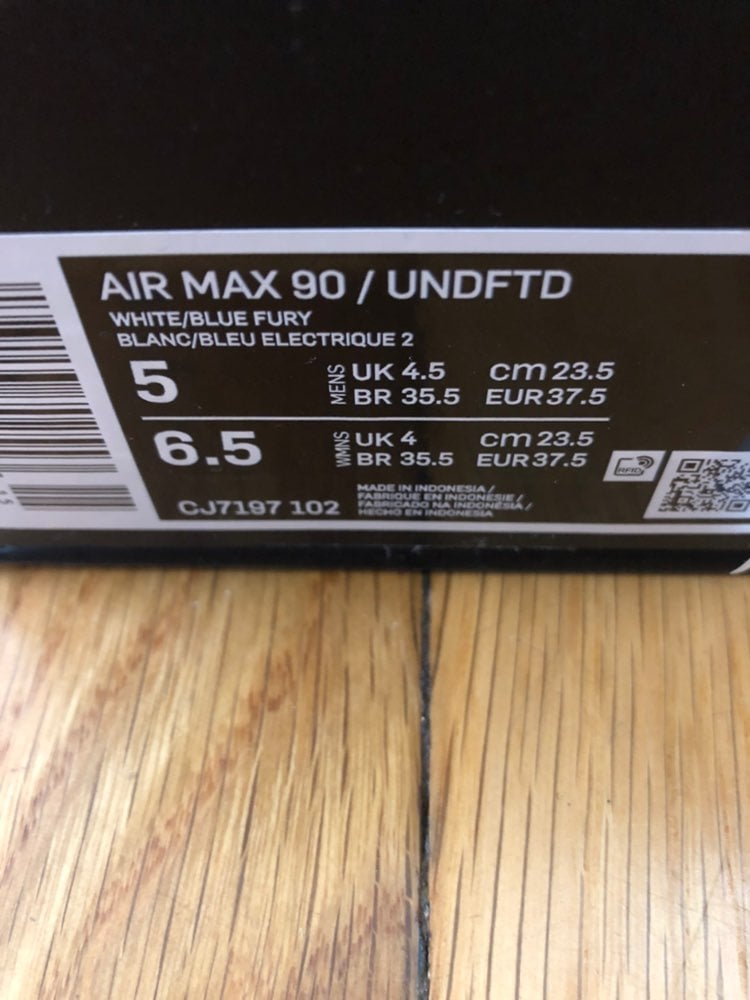 AIR MAX 90 / UNDFTD
WHITE/BLUE FURY
BLANC/BLEU ELECTRIQUE 2
5 MENS UK 4.5 cm 23.5
BR 35.5 EUR 37.5
6.5 WMNS UK 4 cm 23.5
BR 35.5 EUR 37.5
RFID
CJ7197 102
MADE IN INDONESIA /
FABRIQUE EN INDONESIE /
FABRICADO NA INDONÉSIA /
HECHO EN INDONESIA